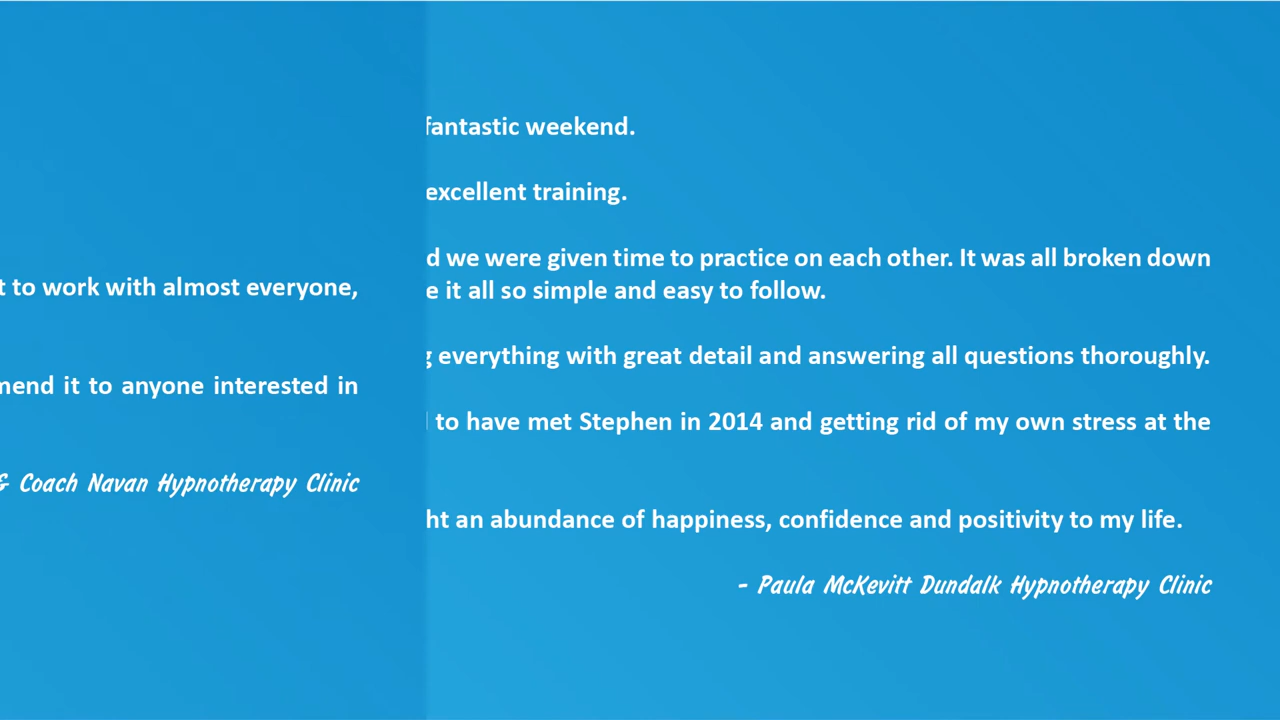 to work with almost everyone,
it to anyone interested in
& Coach Navan Hypnotherapy Clinic
fantastic weekend.
excellent training.
we were given time to practice on each other. It was all broken down
it all so simple and easy to follow.
everything with great detail and answering all questions thoroughly.
to have met Stephen in 2014 and getting rid of my own stress at the
an abundance of happiness, confidence and positivity to my life.
- Paula McKevitt Dundalk Hypnotherapy Clinic